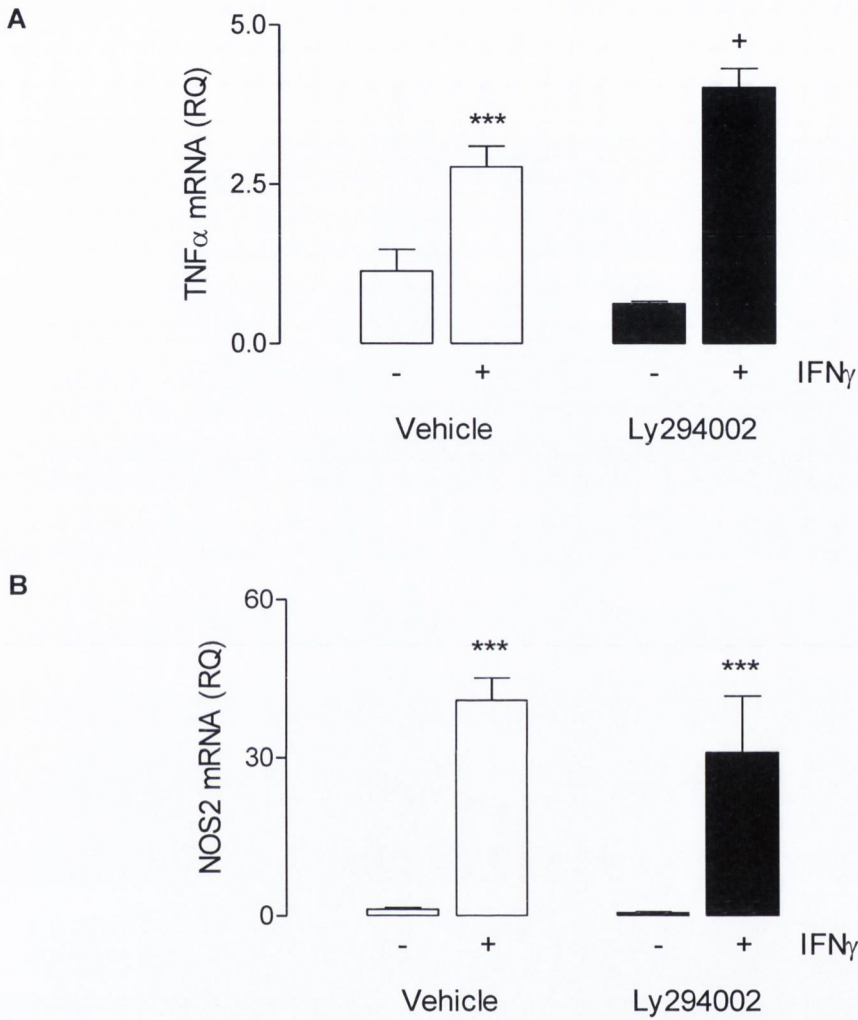 A
5.0
+
***
2.5
0.0
TNFα mRNA (RQ)
- + - + IFNγ
Vehicle Ly294002
B
60
***
***
30
0
NOS2 mRNA (RQ)
- + - + IFNγ
Vehicle Ly294002